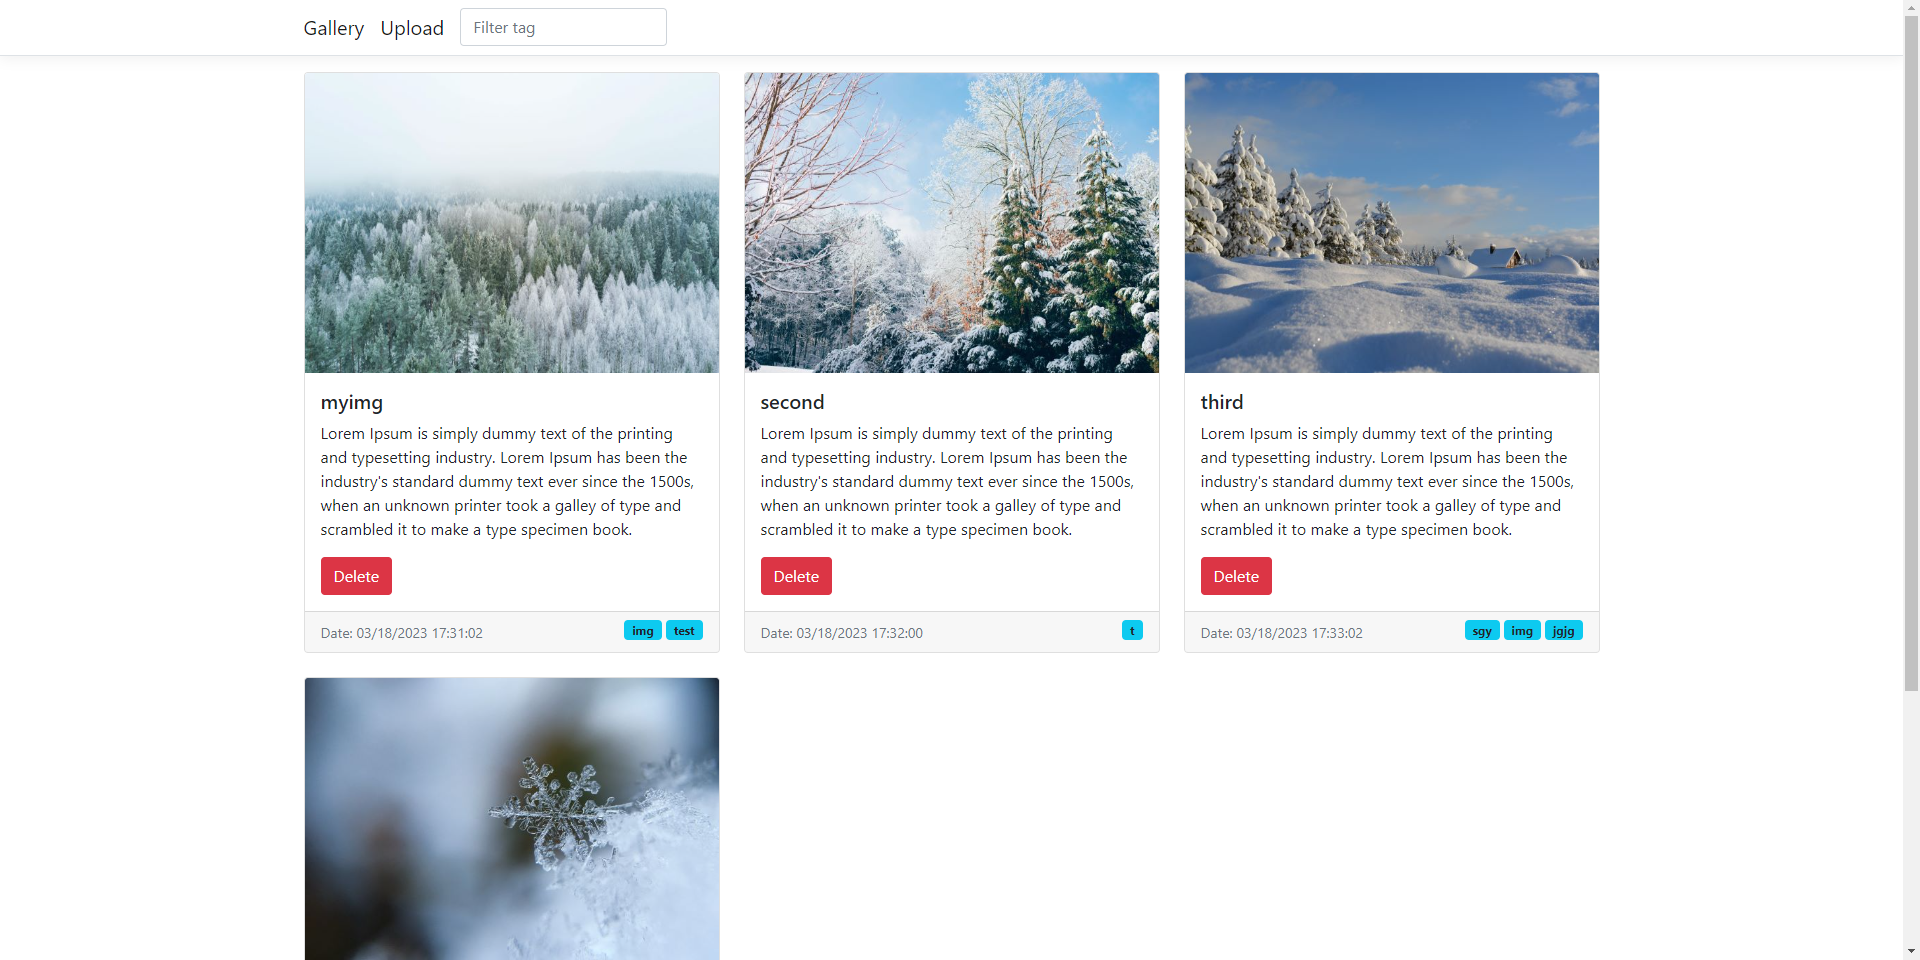 Gallery Upload Filter tag
myimg
Lorem Ipsum is simply dummy text of the printing
and typesetting industry. Lorem Ipsum has been the
industry's standard dummy text ever since the 1500s,
when an unknown printer took a galley of type and
scrambled it to make a type specimen book.
Delete
Date: 03/18/2023 17:31:02 img test
second
Lorem Ipsum is simply dummy text of the printing
and typesetting industry. Lorem Ipsum has been the
industry's standard dummy text ever since the 1500s,
when an unknown printer took a galley of type and
scrambled it to make a type specimen book.
Delete
Date: 03/18/2023 17:32:00 t
third
Lorem Ipsum is simply dummy text of the printing
and typesetting industry. Lorem Ipsum has been the
industry's standard dummy text ever since the 1500s,
when an unknown printer took a galley of type and
scrambled it to make a type specimen book.
Delete
Date: 03/18/2023 17:33:02 sgy img jgjg